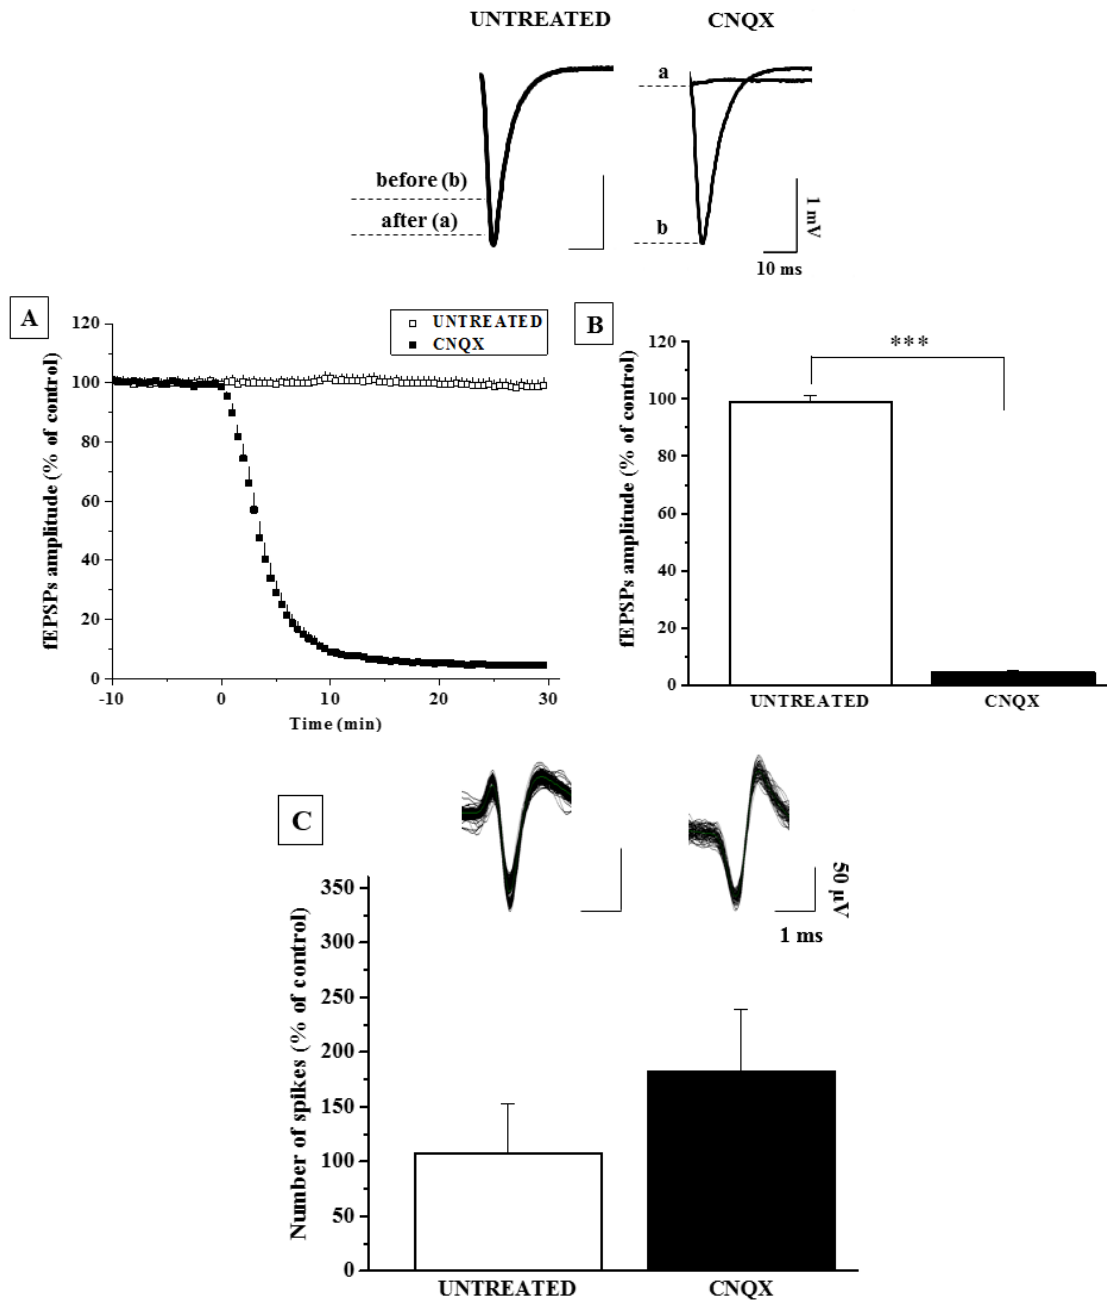 UNTREATED CNQX
a
before (b)
after (a)
b
1 mV
10 ms
A
UNTREATED
CNQX
fEPSPs amplitude (% of control)
120
100
80
60
40
20
0
-10 0 10 20 30
Time (min)
B
***
fEPSPs amplitude (% of control)
120
100
80
60
40
20
0
UNTREATED CNQX
C
50 µV
1 ms
Number of spikes (% of control)
350
300
250
200
150
100
50
0
UNTREATED CNQX